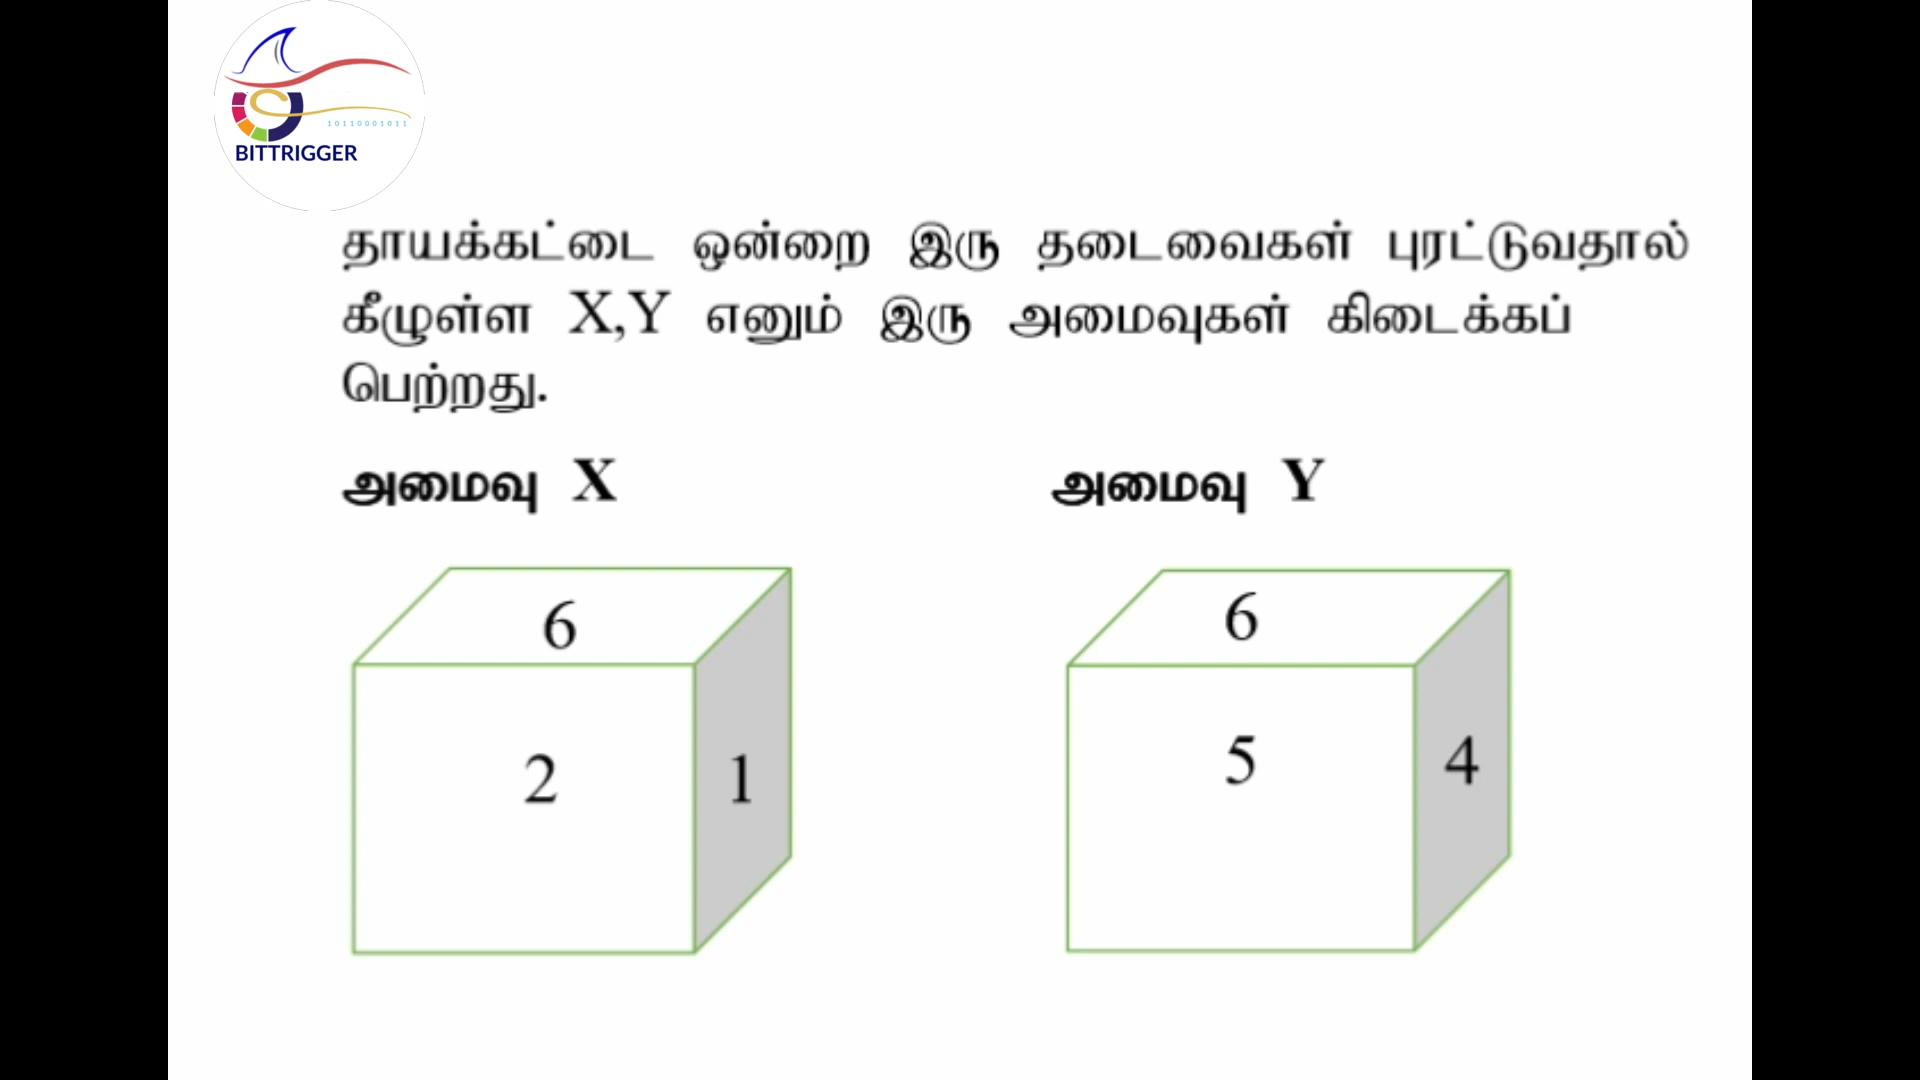 10110001011
BITTRIGGER
தாயக்கட்டை ஒன்றை இரு தடைவைகள் புரட்டுவதால்
கீழுள்ள X,Y எனும் இரு அமைவுகள் கிடைக்கப்
பெற்றது.
அமைவு X அமைவு Y
6 6
2 1 5 4